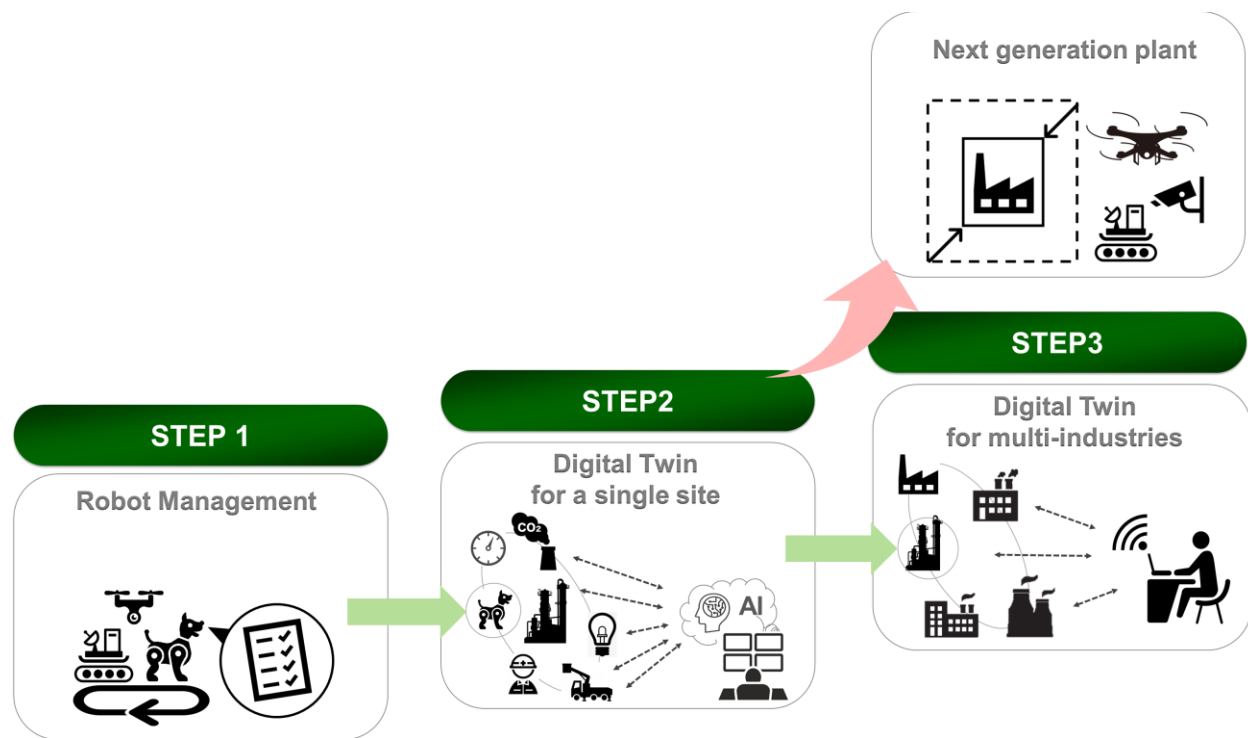 STEP 1
Robot Management
STEP2
Digital Twin
for a single site
CO₂
AI
Next generation plant
STEP3
Digital Twin
for multi-industries